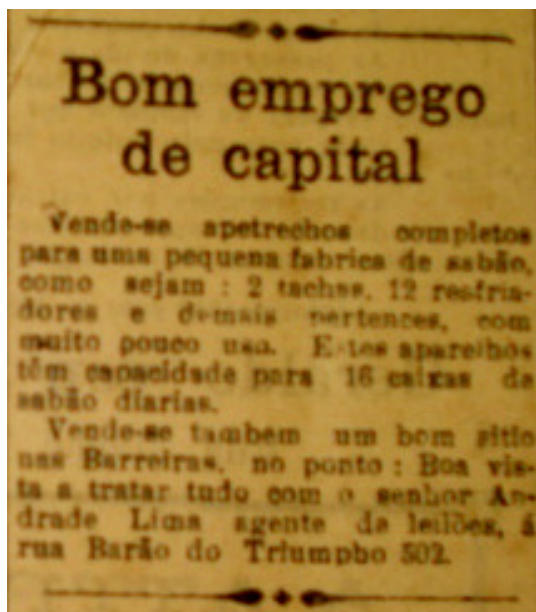 Bom emprego
de capital
Vende-se apetrechos completos
para uma pequena fabrica de sabão,
como sejam : 2 tachas, 12 resfria-
dores e demais pertences, com
muito pouco uso. Estes aparelhos
têm capacidade para 16 caixas de
sabão diarias.
Vende-se tambem um bom sitio
nas Barreiras, no ponto : Boa vis-
ta a tratar tudo com o senhor An-
drade Lima agente de leilões, á
rua Barão do Triumpho 502.